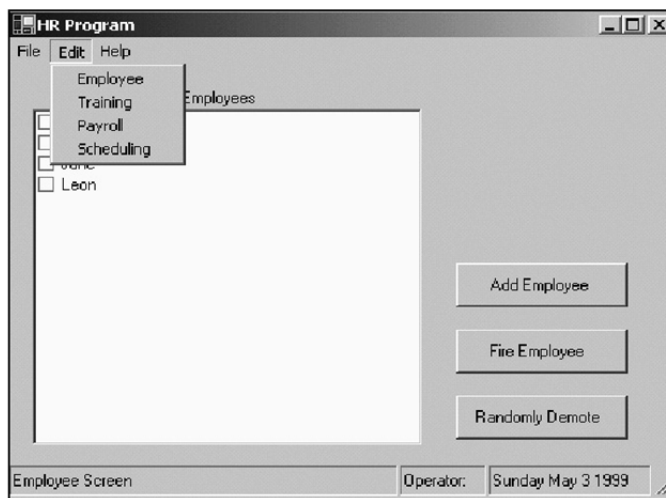 HR Program
File Edit Help
Employee
Training
Payroll
Scheduling
Employees
Leon
Add Employee
Fire Employee
Randomly Demote
Employee Screen
Operator:
Sunday May 3 1999